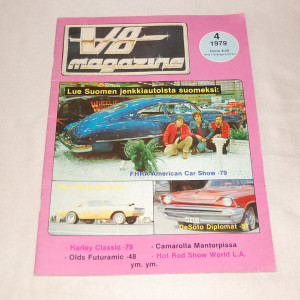 V8
magazine
4
1979
Lue Suomen jenkkiautoista suomeksi:
FHRA American Car Show -79
DeSoto Diplomat -57
- Harley Classic -79
- Olds Futuramic -48
- Camarolla Mantorpissa
- Hot Rod Show World L.A.
ym. ym.